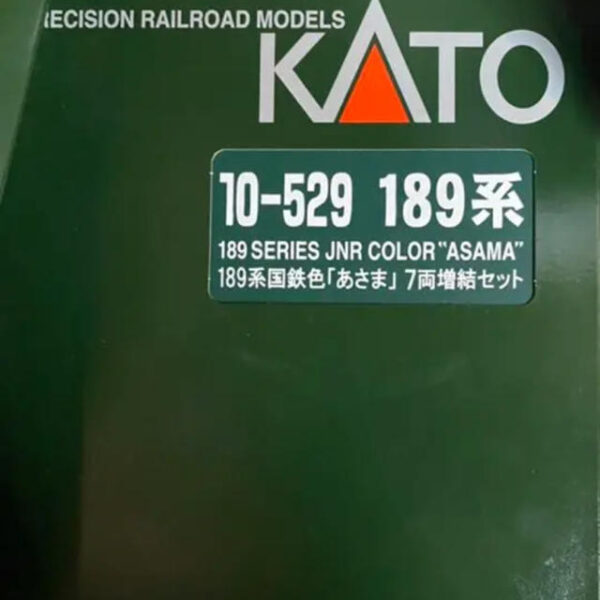 RECISION RAILROAD MODELS
KATO
10-529 189系
189 SERIES JNR COLOR "ASAMA"
189系国鉄色「あさま」7両増結セット